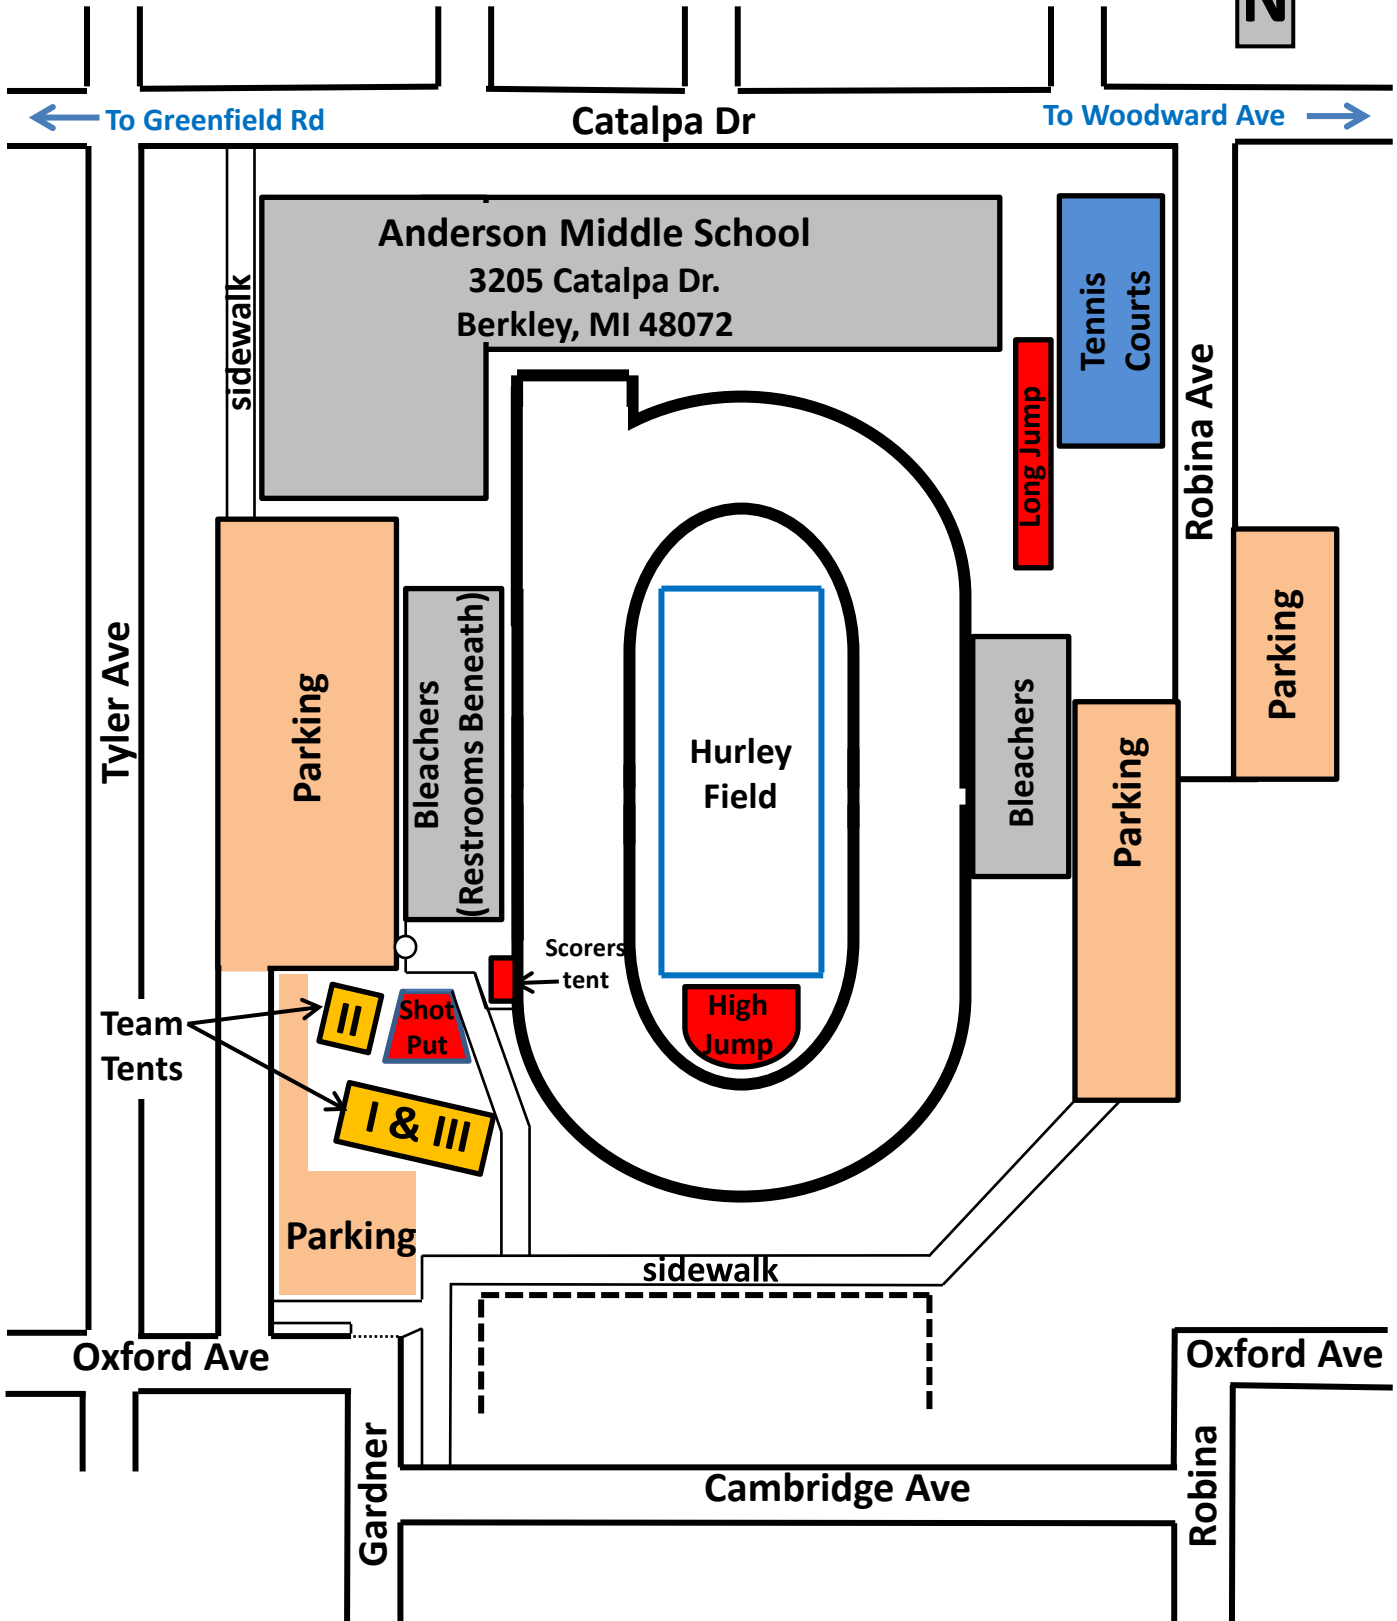 N
To Greenfield Rd
Catalpa Dr
To Woodward Ave
Anderson Middle School
3205 Catalpa Dr.
Berkley, MI 48072
sidewalk
Tennis
Courts
Long Jump
Robina Ave
Tyler Ave
Parking
Bleachers
(Restrooms Beneath)
Hurley
Field
Bleachers
Parking
Parking
Scorers
tent
High
Jump
Team
Tents
II
Shot
Put
I & III
Parking
sidewalk
Oxford Ave
Oxford Ave
Gardner
Cambridge Ave
Robina